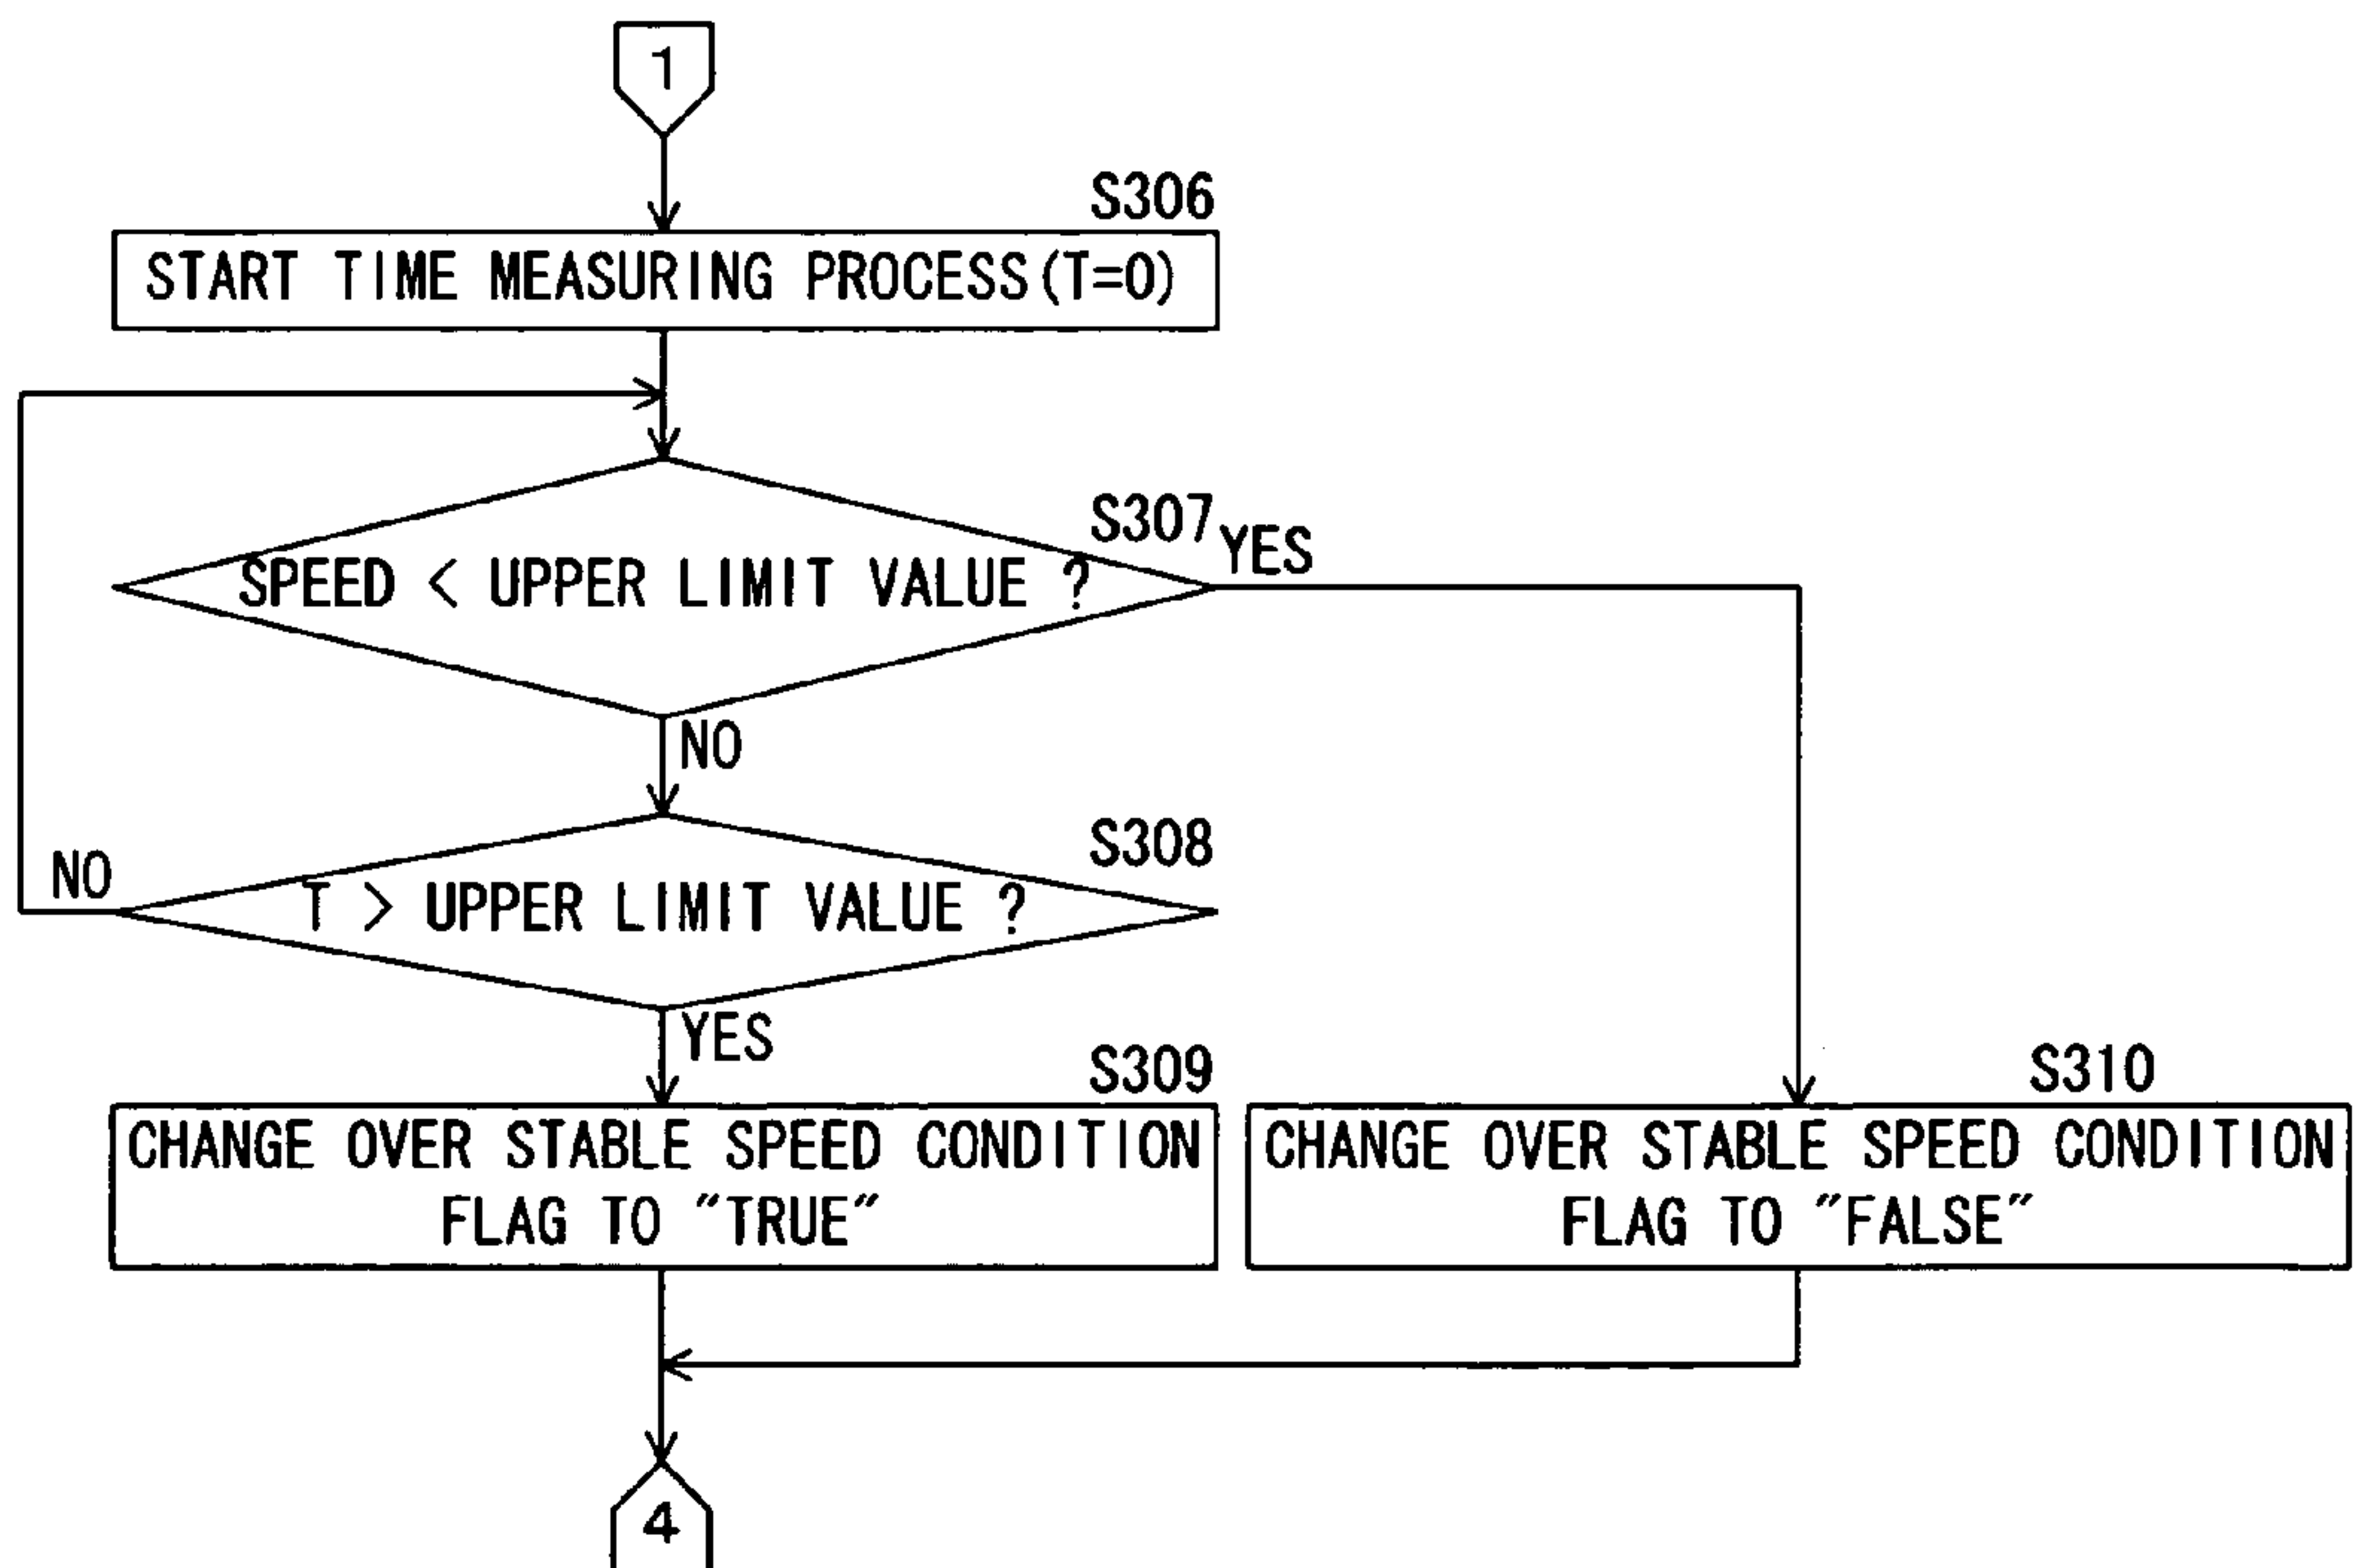 1
S306
START TIME MEASURING PROCESS(T=0)
S307
YES
SPEED < UPPER LIMIT VALUE ?
NO
S308
NO
T > UPPER LIMIT VALUE ?
YES
S309
CHANGE OVER STABLE SPEED CONDITION
FLAG TO "TRUE"
S310
CHANGE OVER STABLE SPEED CONDITION
FLAG TO "FALSE"
4